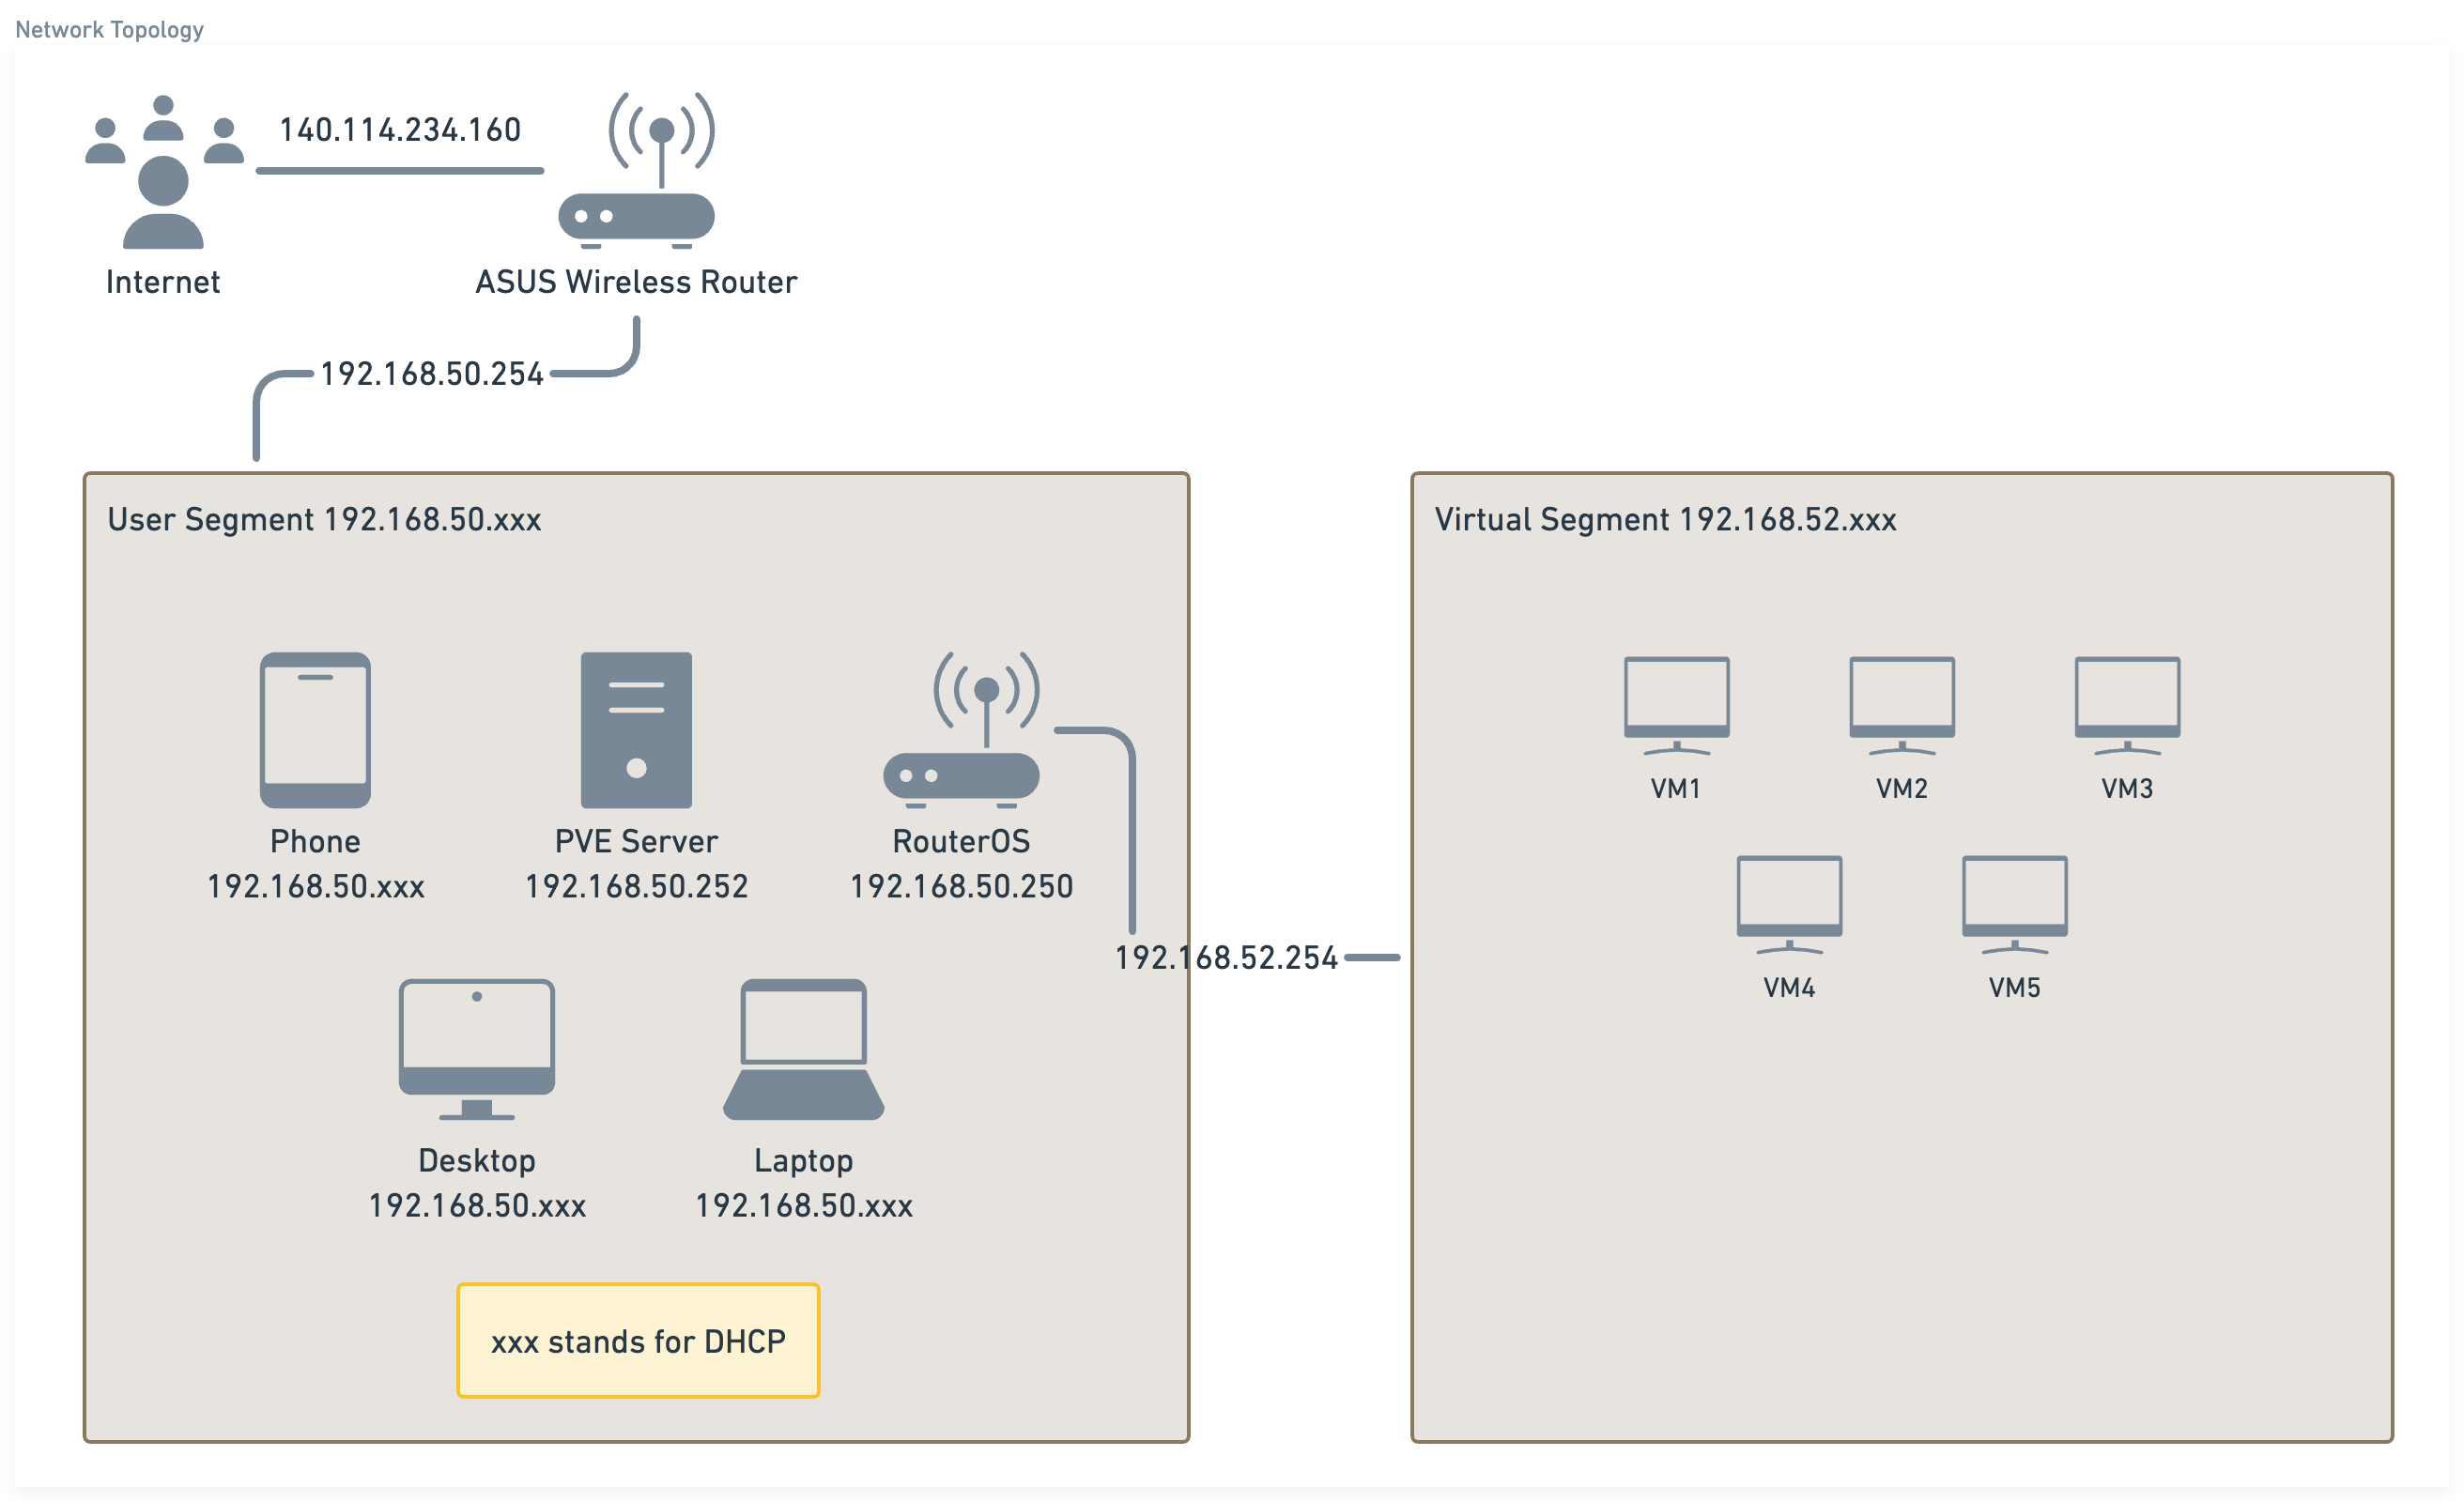 Network Topology
140.114.234.160
Internet
ASUS Wireless Router
192.168.50.254
User Segment 192.168.50.xxx
Phone
192.168.50.xxx
PVE Server
192.168.50.252
RouterOS
192.168.50.250
192.168.52.254
Desktop
192.168.50.xxx
Laptop
192.168.50.xxx
xxx stands for DHCP
Virtual Segment 192.168.52.xxx
VM1
VM2
VM3
VM4
VM5